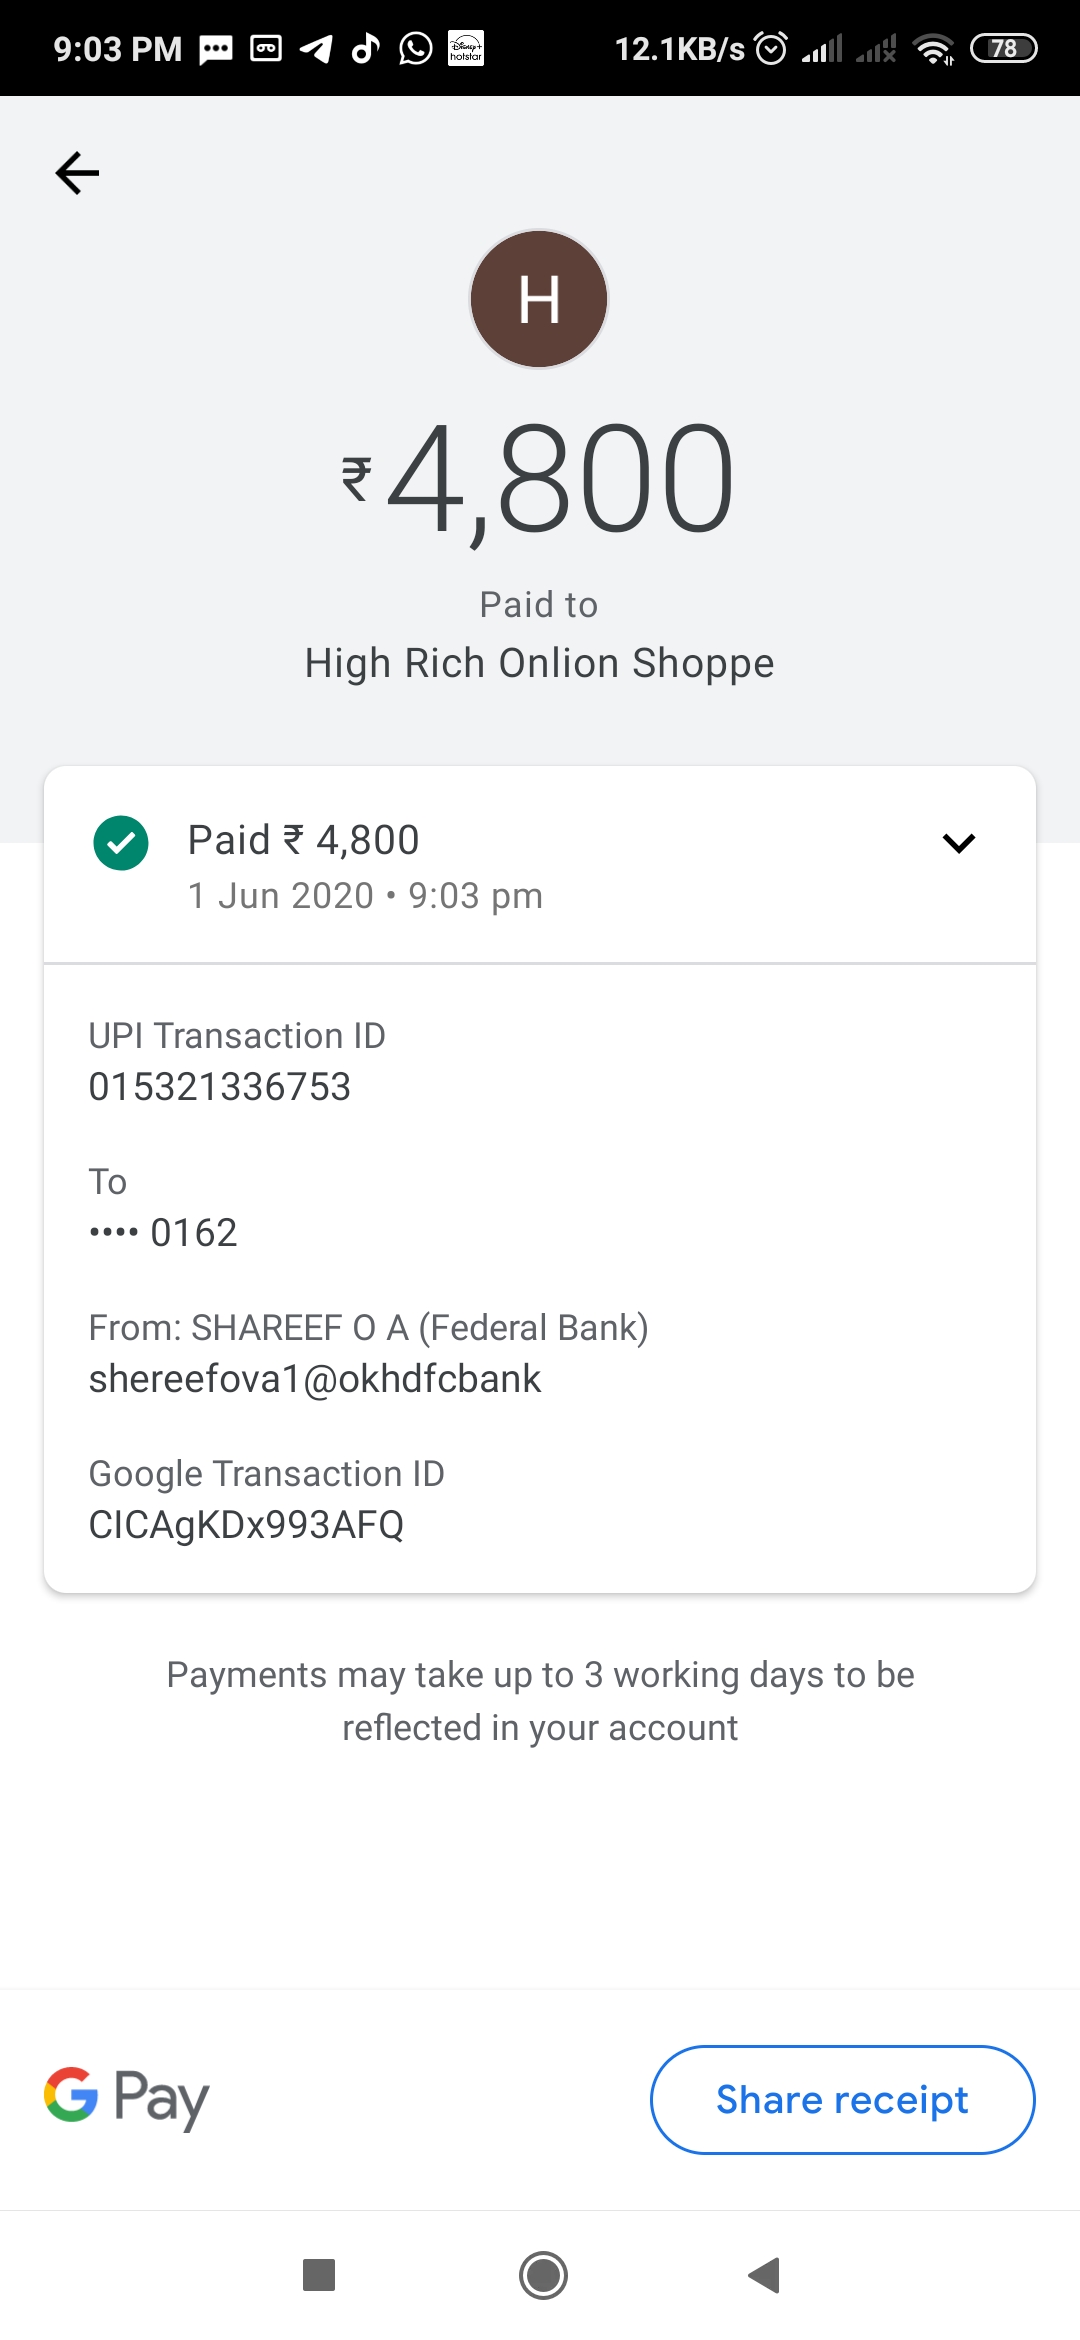 9:03 PM
Disney+
hotstar
12.1KB/s
78
H
₹4,800
Paid to
High Rich Onlion Shoppe
Paid ₹ 4,800
1 Jun 2020 • 9:03 pm
UPI Transaction ID
015321336753
To
•••• 0162
From: SHAREEF O A (Federal Bank)
shereefova1@okhdfcbank
Google Transaction ID
CICAgKDx993AFQ
Payments may take up to 3 working days to be
reflected in your account
G Pay
Share receipt